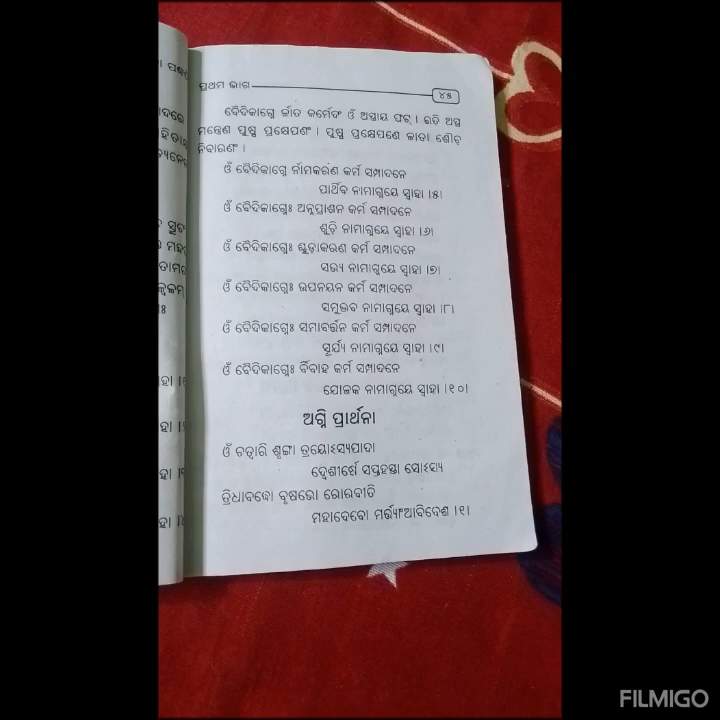 ପ୍ରଥମ ଭାଗ
୪୫
ବୈଦିକାଗ୍ନେ ର୍ଜାତ କର୍ମେଦଂ ଓଁ ଅସ୍ତ୍ରାୟ ଫଟ୍ । ଇତି ଅସ୍ତ୍ର
ମନ୍ତ୍ରେଣ ପୁଷ୍ପ ପ୍ରକ୍ଷେପଣଂ । ପୁଷ୍ପ ପ୍ରକ୍ଷେପଣେ ଜାତା ଶୌଚ
ନିବାରଣଂ ।
ଓଁ ବୈଦିକାଗ୍ନେ ର୍ନାମକରଣ କର୍ମ ସମ୍ପାଦନେ
ପାର୍ଥିବ ନାମାଗ୍ନୟେ ସ୍ୱାହା ।୫।
ଓଁ ବୈଦିକାଗ୍ନେଃ ଅନ୍ନପ୍ରାଶନ କର୍ମ ସମ୍ପାଦନେ
ଶୁଚି ନାମାଗ୍ନୟେ ସ୍ୱାହା ।୬।
ଓଁ ବୈଦିକାଗ୍ନେଃ ଶ୍ଚୁଡ଼ାକରଣ କର୍ମ ସମ୍ପାଦନେ
ସଭ୍ୟ ନାମାଗ୍ନୟେ ସ୍ୱାହା ।୭।
ଓଁ ବୈଦିକାଗ୍ନେଃ ଉପନୟନ କର୍ମ ସମ୍ପାଦନେ
ସମୁଦ୍ଭବ ନାମାଗ୍ନୟେ ସ୍ୱାହା ।୮।
ଓଁ ବୈଦିକାଗ୍ନେଃ ସମାବର୍ତ୍ତନ କର୍ମ ସମ୍ପାଦନେ
ସୂର୍ଯ୍ୟ ନାମାଗ୍ନୟେ ସ୍ୱାହା ।୯।
ଓଁ ବୈଦିକାଗ୍ନେଃ ର୍ବିବାହ କର୍ମ ସମ୍ପାଦନେ
ଯୋଜକ ନାମାଗ୍ନୟେ ସ୍ୱାହା ।୧୦।
ଅଗ୍ନି ପ୍ରାର୍ଥନା
ଓଁ ଚତ୍ୱାରି ଶୃଙ୍ଗା ତ୍ରୟୋଽସ୍ୟପାଦା
ଦ୍ୱେଶୀର୍ଷେ ସପ୍ତହସ୍ତା ସୋଽସ୍ୟ
ତ୍ରିଧାବଦ୍ଧୋ ବୃଷଭୋ ରୋରବୀତି
ମହାଦେବୋ ମର୍ତ୍ତ୍ୟାଂଆବିବେଶ ।୧।
FILMIGO